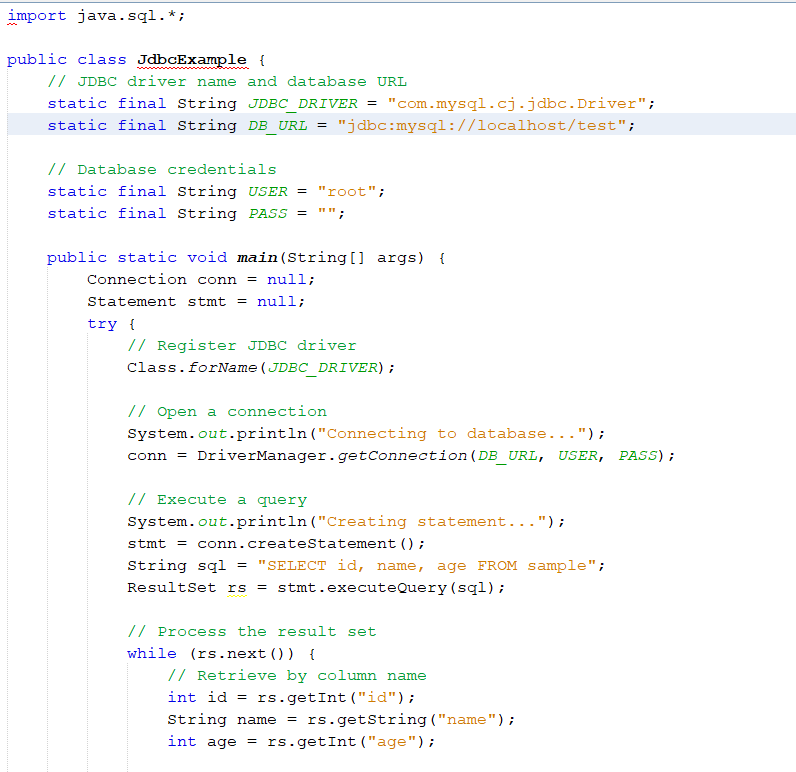 import java.sql.*;
public class JdbcExample {
// JDBC driver name and database URL
static final String JDBC_DRIVER = "com.mysql.cj.jdbc.Driver";
static final String DB_URL = "jdbc:mysql://localhost/test";
// Database credentials
static final String USER = "root";
static final String PASS = "";
public static void main(String[] args) {
Connection conn = null;
Statement stmt = null;
try {
// Register JDBC driver
Class.forName(JDBC_DRIVER);
// Open a connection
System.out.println("Connecting to database...");
conn = DriverManager.getConnection(DB_URL, USER, PASS);
// Execute a query
System.out.println("Creating statement...");
stmt = conn.createStatement();
String sql = "SELECT id, name, age FROM sample";
ResultSet rs = stmt.executeQuery(sql);
// Process the result set
while (rs.next()) {
// Retrieve by column name
int id = rs.getInt("id");
String name = rs.getString("name");
int age = rs.getInt("age");